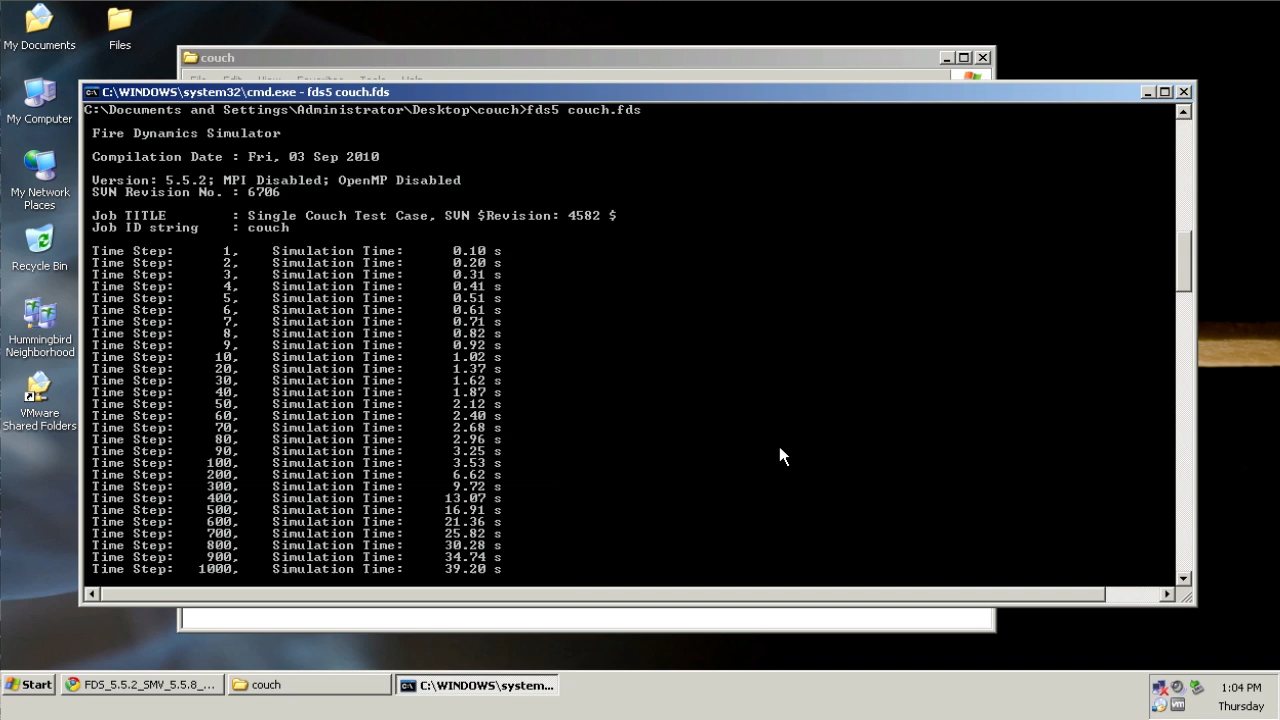 My Documents
Files
My Computer
My Network
Places
Recycle Bin
Hummingbird
Neighborhood
VMware
Shared Folders
couch
File Edit View Favorites Tools Help
C:\WINDOWS\system32\cmd.exe - fds5 couch.fds
C:\Documents and Settings\Administrator\Desktop\couch>fds5 couch.fds
Fire Dynamics Simulator
Compilation Date : Fri, 03 Sep 2010
Version: 5.5.2; MPI Disabled; OpenMP Disabled
SVN Revision No. : 6706
Job TITLE : Single Couch Test Case, SVN $Revision: 4582 $
Job ID string : couch
Time Step: 1, Simulation Time: 0.10 s
Time Step: 2, Simulation Time: 0.20 s
Time Step: 3, Simulation Time: 0.31 s
Time Step: 4, Simulation Time: 0.41 s
Time Step: 5, Simulation Time: 0.51 s
Time Step: 6, Simulation Time: 0.61 s
Time Step: 7, Simulation Time: 0.71 s
Time Step: 8, Simulation Time: 0.82 s
Time Step: 9, Simulation Time: 0.92 s
Time Step: 10, Simulation Time: 1.02 s
Time Step: 20, Simulation Time: 1.37 s
Time Step: 30, Simulation Time: 1.62 s
Time Step: 40, Simulation Time: 1.87 s
Time Step: 50, Simulation Time: 2.12 s
Time Step: 60, Simulation Time: 2.40 s
Time Step: 70, Simulation Time: 2.68 s
Time Step: 80, Simulation Time: 2.96 s
Time Step: 90, Simulation Time: 3.25 s
Time Step: 100, Simulation Time: 3.53 s
Time Step: 200, Simulation Time: 6.62 s
Time Step: 300, Simulation Time: 9.72 s
Time Step: 400, Simulation Time: 13.07 s
Time Step: 500, Simulation Time: 16.91 s
Time Step: 600, Simulation Time: 21.36 s
Time Step: 700, Simulation Time: 25.82 s
Time Step: 800, Simulation Time: 30.28 s
Time Step: 900, Simulation Time: 34.74 s
Time Step: 1000, Simulation Time: 39.20 s
Start
FDS_5.5.2_SMV_5.5.8_...
couch
C:\WINDOWS\system...
vm
1:04 PM
Thursday